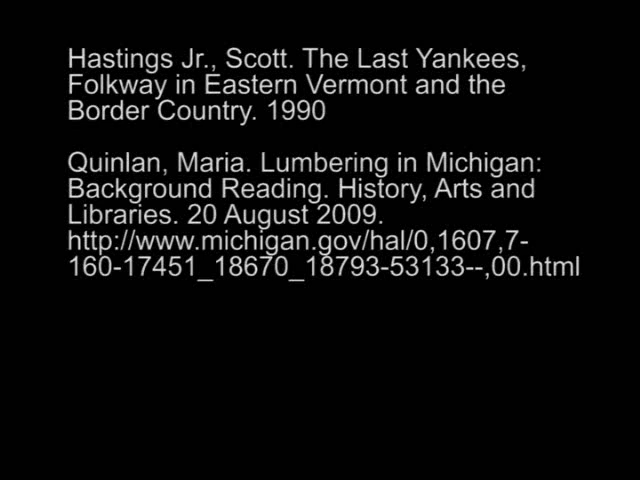 Hastings Jr., Scott. The Last Yankees,
Folkway in Eastern Vermont and the
Border Country. 1990
Quinlan, Maria. Lumbering in Michigan:
Background Reading. History, Arts and
Libraries. 20 August 2009.
http://www.michigan.gov/hal/0,1607,7-
160-17451_18670_18793-53133--,00.html